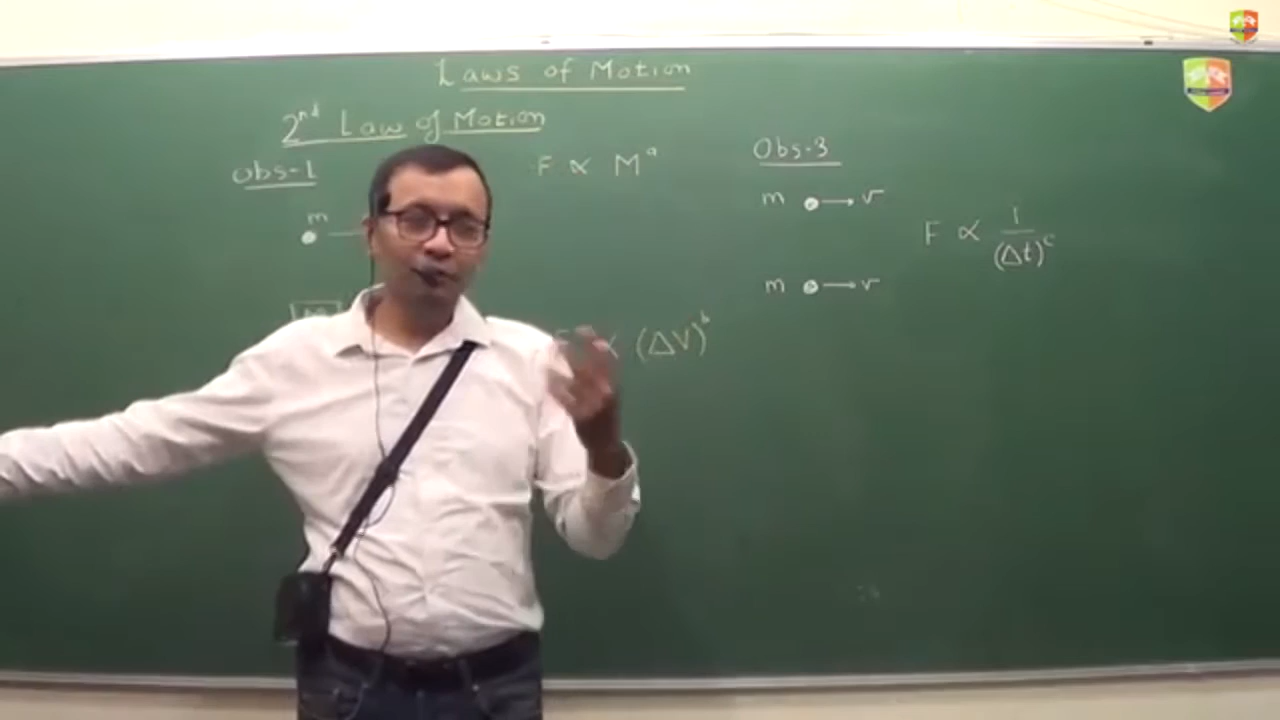 Laws of Motion
2nd Law of Motion
Obs-1
F ∝ M^a
m
(ΔV)^b
Obs-3
m → v
F ∝ 1/(Δt)^c
m → v